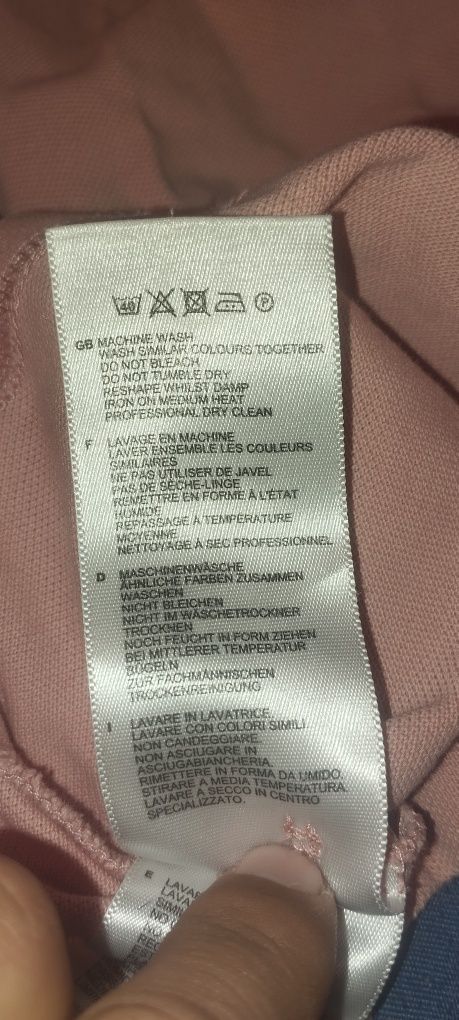 40 P
GB MACHINE WASH
WASH SIMILAR COLOURS TOGETHER
DO NOT BLEACH
DO NOT TUMBLE DRY
RESHAPE WHILST DAMP
IRON ON MEDIUM HEAT
PROFESSIONAL DRY CLEAN
F LAVAGE EN MACHINE
LAVER ENSEMBLE LES COULEURS
SIMILAIRES
NE PAS UTILISER DE JAVEL
PAS DE SÈCHE-LINGE
REMETTRE EN FORME À L'ÉTAT
HUMIDE
REPASSAGE À TEMPÉRATURE
MOYENNE
NETTOYAGE À SEC PROFESSIONNEL
D MASCHINENWÄSCHE
ÄHNLICHE FARBEN ZUSAMMEN
WASCHEN
NICHT BLEICHEN
NICHT IM WÄSCHETROCKNER
TROCKNEN
NOCH FEUCHT IN FORM ZIEHEN
BEI MITTLERER TEMPERATUR
BÜGELN
ZUR FACHMÄNNISCHEN
TROCKENREINIGUNG
I LAVARE IN LAVATRICE
LAVARE CON COLORI SIMILI
NON CANDEGGIARE.
NON ASCIUGARE IN
ASCIUGABIANCHERIA.
RIMETTERE IN FORMA DA UMIDO.
STIRARE A MEDIA TEMPERATURA.
LAVARE A SECCO IN CENTRO
SPECIALIZZATO.
E